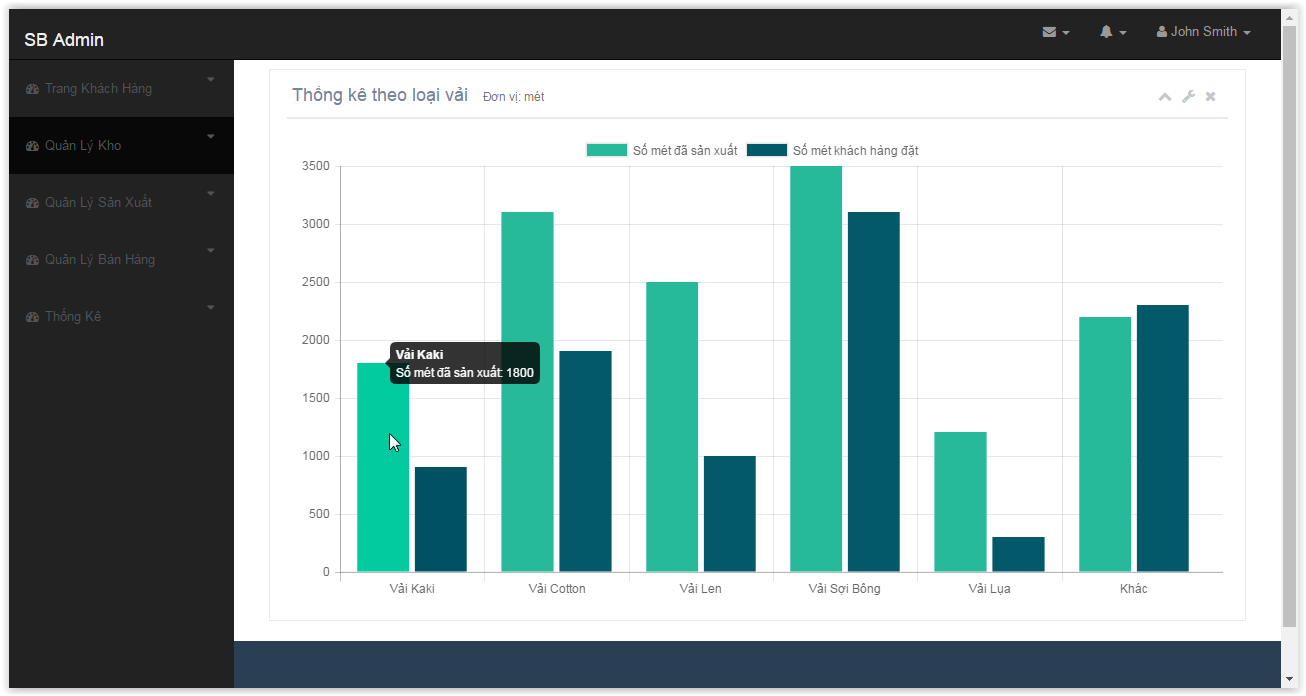 SB Admin
John Smith
Trang Khách Hàng
Quản Lý Kho
Quản Lý Sản Xuất
Quản Lý Bán Hàng
Thống Kê
Thống kê theo loại vải Đơn vị: mét
Số mét đã sản xuất Số mét khách hàng đặt
3500
3000
2500
2000
1500
1000
500
0
Vải Kaki
Số mét đã sản xuất: 1800
Vải Kaki Vải Cotton Vải Len Vải Sợi Bông Vải Lụa Khác